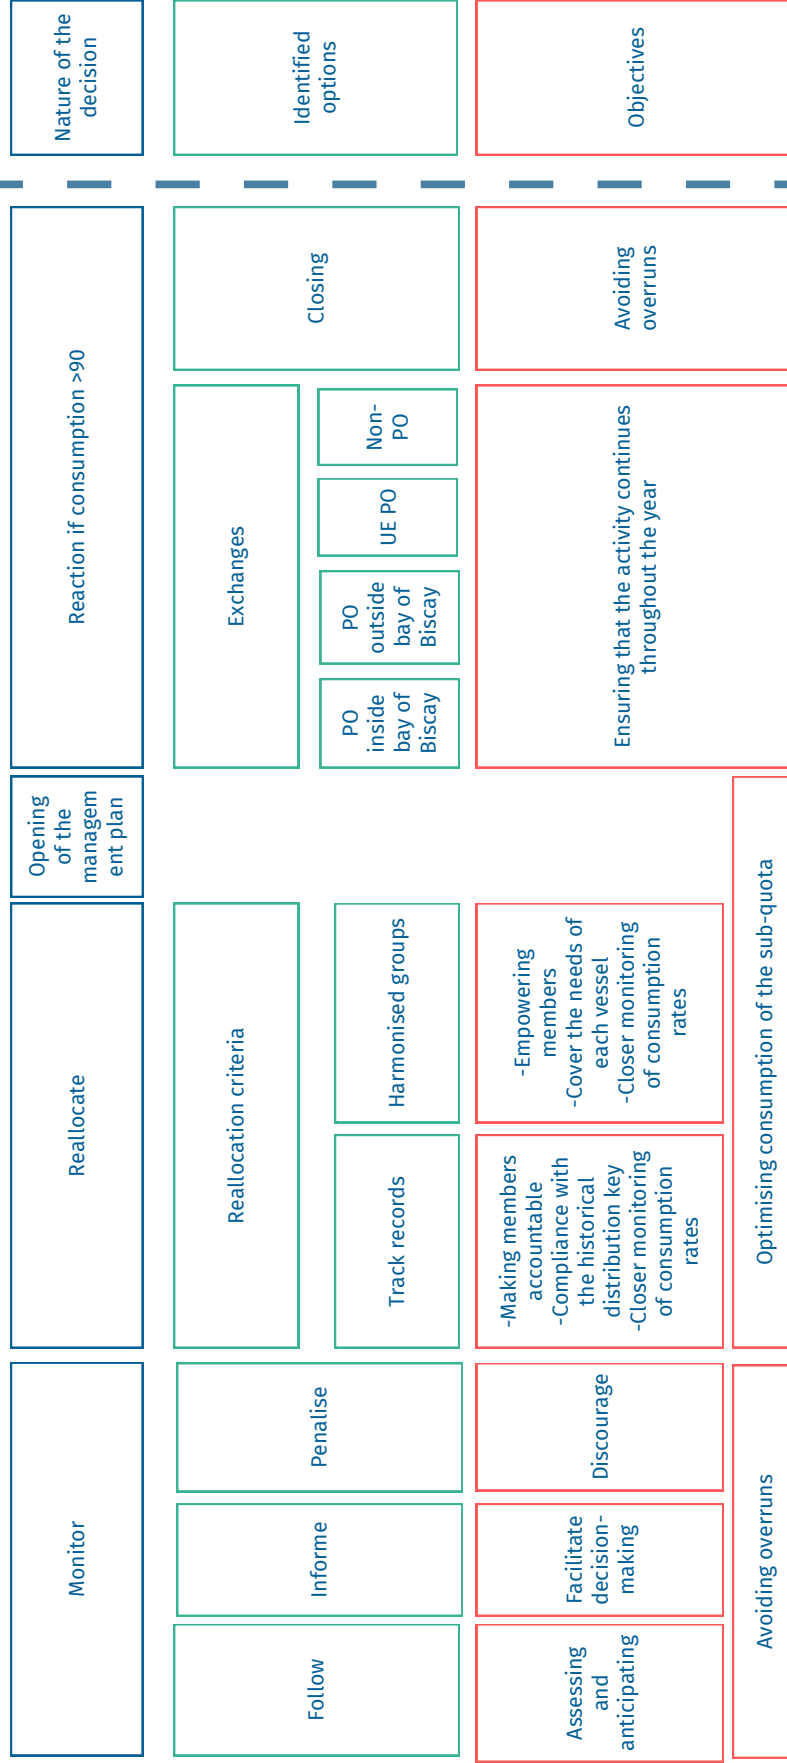 Monitor
Reallocate
Opening
of the
managem
ent plan
Reaction if consumption >90
Nature of the
decision
Follow
Informe
Penalise
Reallocation criteria
Track records
Harmonised groups
Exchanges
PO
inside
bay of
Biscay
PO
outside
bay of
Biscay
UE PO
Non-
PO
Closing
Identified
options
Assessing
and
anticipating
Facilitate
decision-
making
Discourage
-Making members
accountable
-Compliance with
the historical
distribution key
-Closer monitoring
of consumption
rates
-Empowering
members
-Cover the needs of
each vessel
-Closer monitoring
of consumption
rates
Ensuring that the activity continues
throughout the year
Avoiding
overruns
Objectives
Avoiding overruns
Optimising consumption of the sub-quota